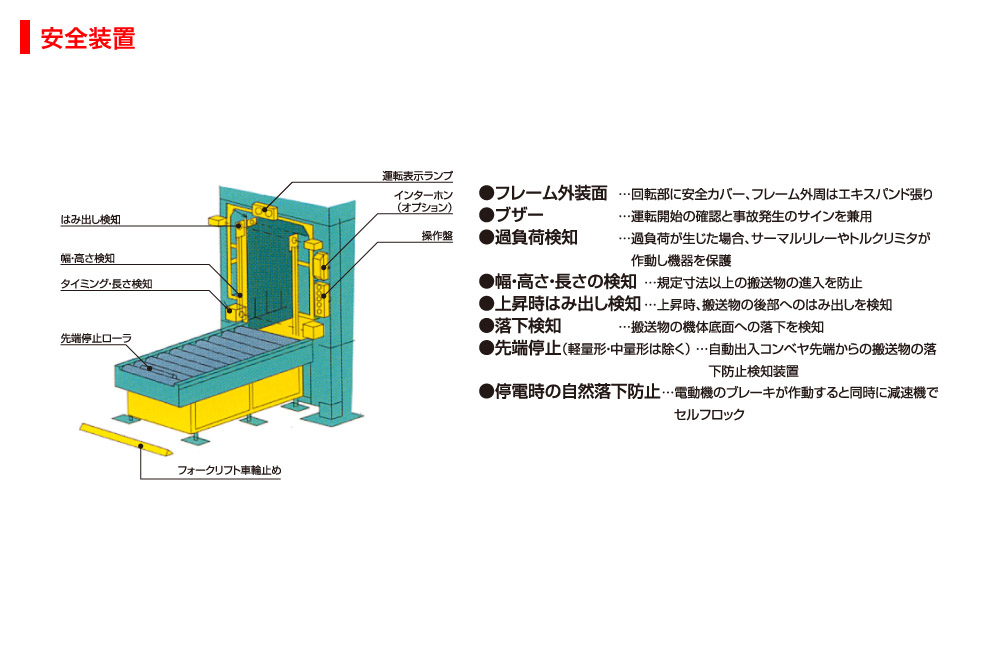 安全装置
運転表示ランプ
インターホン
（オプション）
操作盤
はみ出し検知
幅・高さ検知
タイミング・長さ検知
先端停止ローラ
フォークリフト車輪止め
●フレーム外装面 …回転部に安全カバー、フレーム外周はエキスパンド張り
●ブザー …運転開始の確認と事故発生のサインを兼用
●過負荷検知 …過負荷が生じた場合、サーマルリレーやトルクリミタが
作動し機器を保護
●幅・高さ・長さの検知 …規定寸法以上の搬送物の進入を防止
●上昇時はみ出し検知…上昇時、搬送物の後部へのはみ出しを検知
●落下検知 …搬送物の機体底面への落下を検知
●先端停止（軽量形・中量形は除く）…自動出入コンベヤ先端からの搬送物の落
下防止検知装置
●停電時の自然落下防止…電動機のブレーキが作動すると同時に減速機で
セルフロック